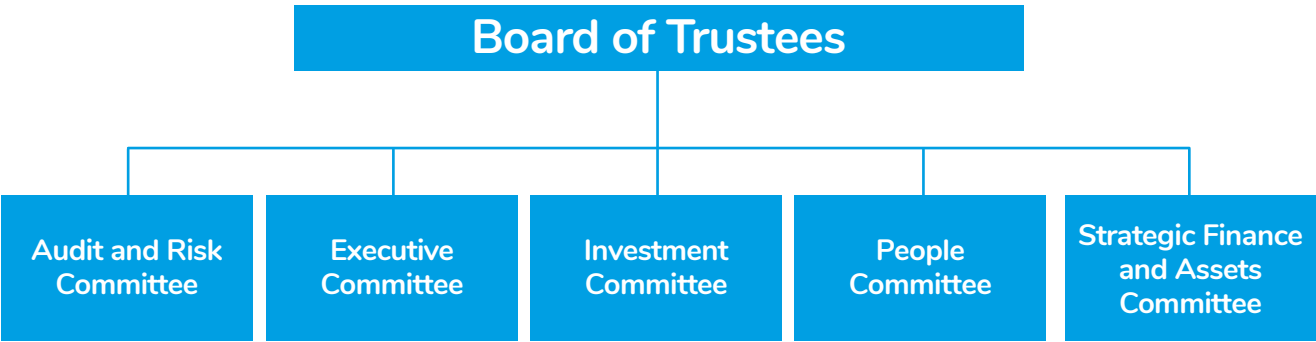 Board of Trustees
Audit and Risk
Committee
Executive
Committee
Investment
Committee
People
Committee
Strategic Finance
and Assets
Committee